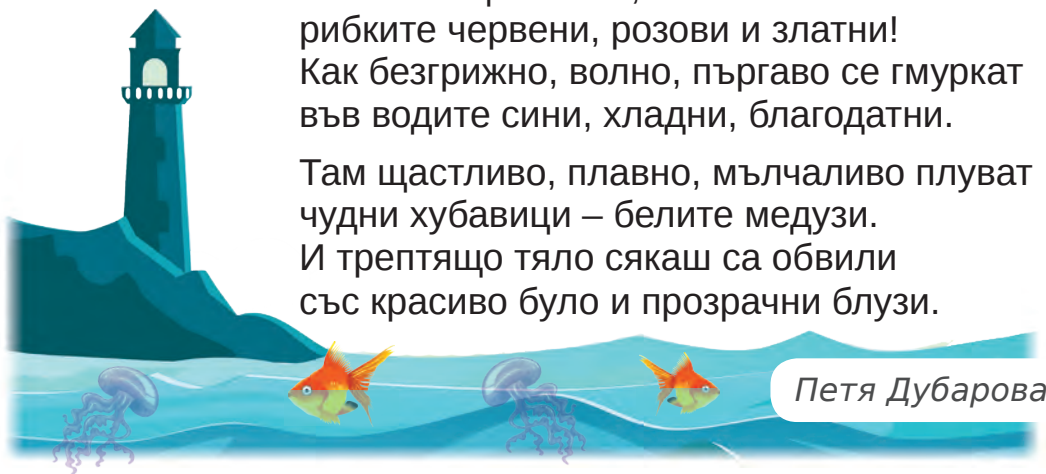 рибките червени, розови и златни!
Как безгрижно, волно, пъргаво се гмуркат
във водите сини, хладни, благодатни.
Там щастливо, плавно, мълчаливо плуват
чудни хубавици – белите медузи.
И трептящо тяло сякаш са обвили
със красиво було и прозрачни блузи.
Петя Дубарова